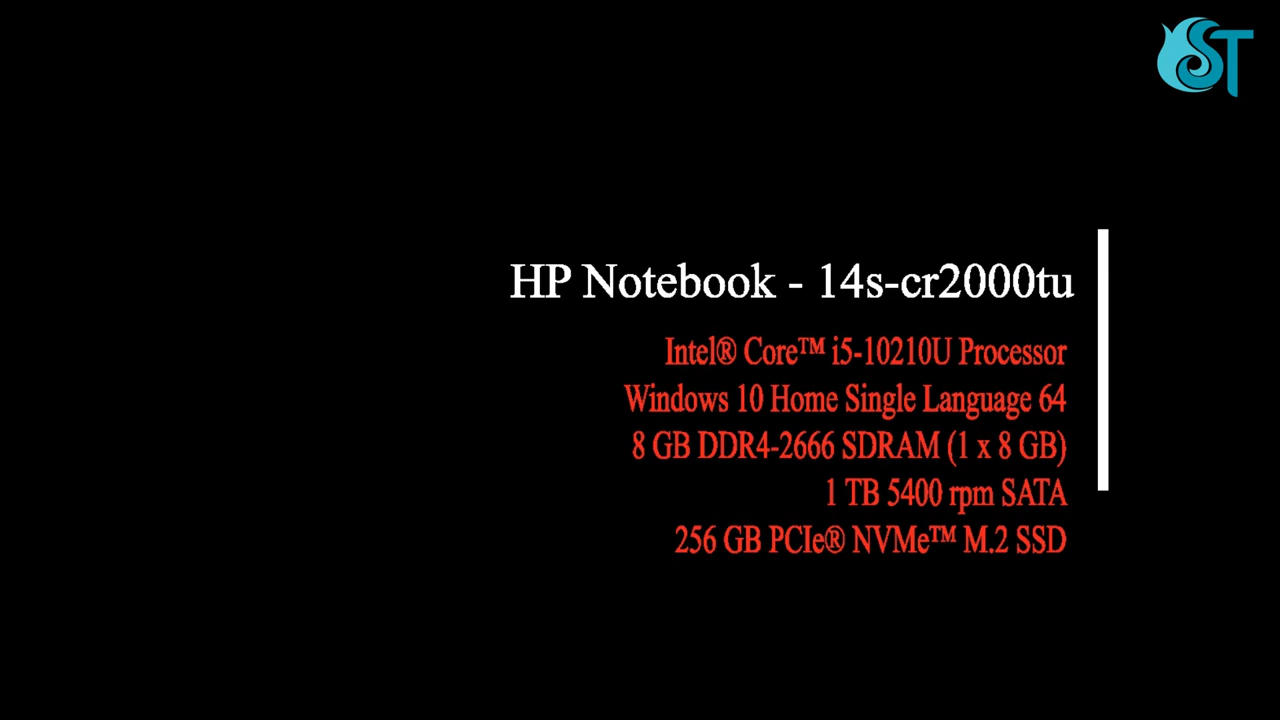 ST
HP Notebook - 14s-cr2000tu
Intel® Core™ i5-10210U Processor
Windows 10 Home Single Language 64
8 GB DDR4-2666 SDRAM (1 x 8 GB)
1 TB 5400 rpm SATA
256 GB PCIe® NVMe™ M.2 SSD